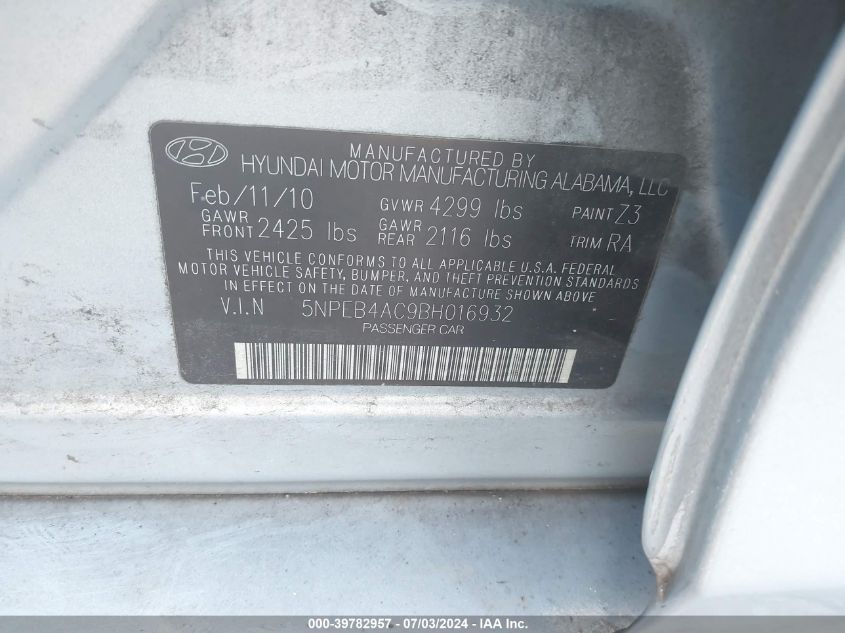 MANUFACTURED BY
HYUNDAI MOTOR MANUFACTURING ALABAMA, LLC
Feb/11/10 GVWR 4299 lbs PAINT Z3
GAWR FRONT 2425 lbs GAWR REAR 2116 lbs TRIM RA
THIS VEHICLE CONFORMS TO ALL APPLICABLE U.S.A. FEDERAL
MOTOR VEHICLE SAFETY, BUMPER, AND THEFT PREVENTION STANDARDS
IN EFFECT ON THE DATE OF MANUFACTURE SHOWN ABOVE
V.I.N 5NPEB4AC9BH016932
PASSENGER CAR
000-39782957 - 07/03/2024 - IAA Inc.